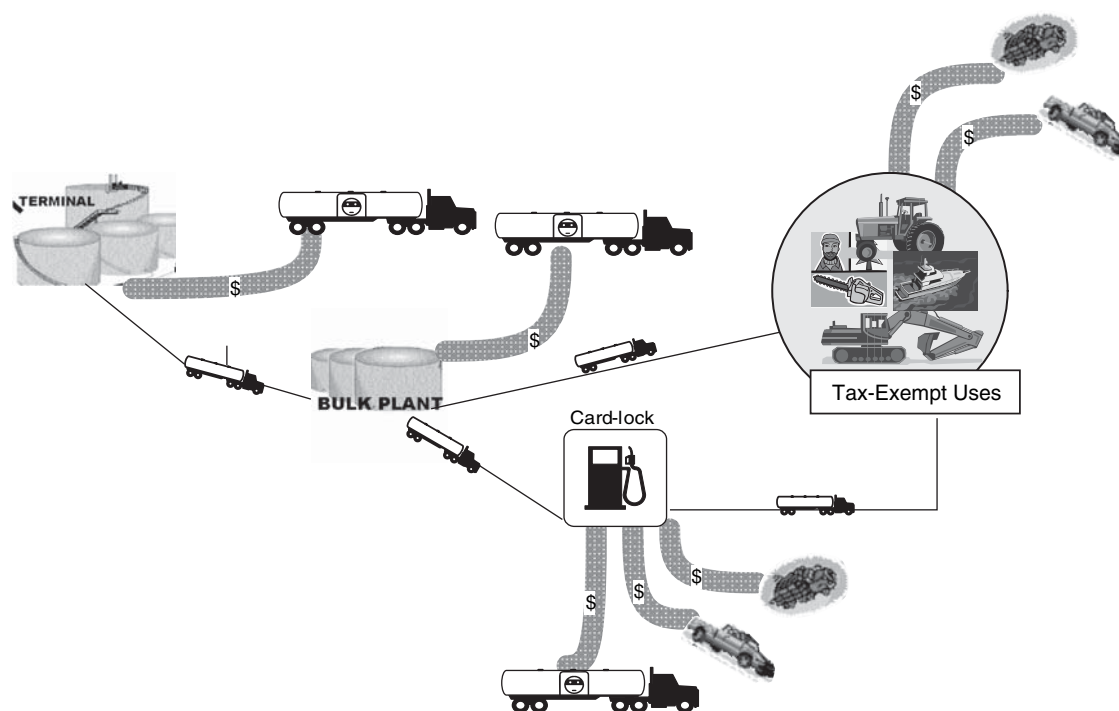 TERMINAL
$
$
$
$
BULK PLANT
Tax-Exempt Uses
Card-lock
$
$
$